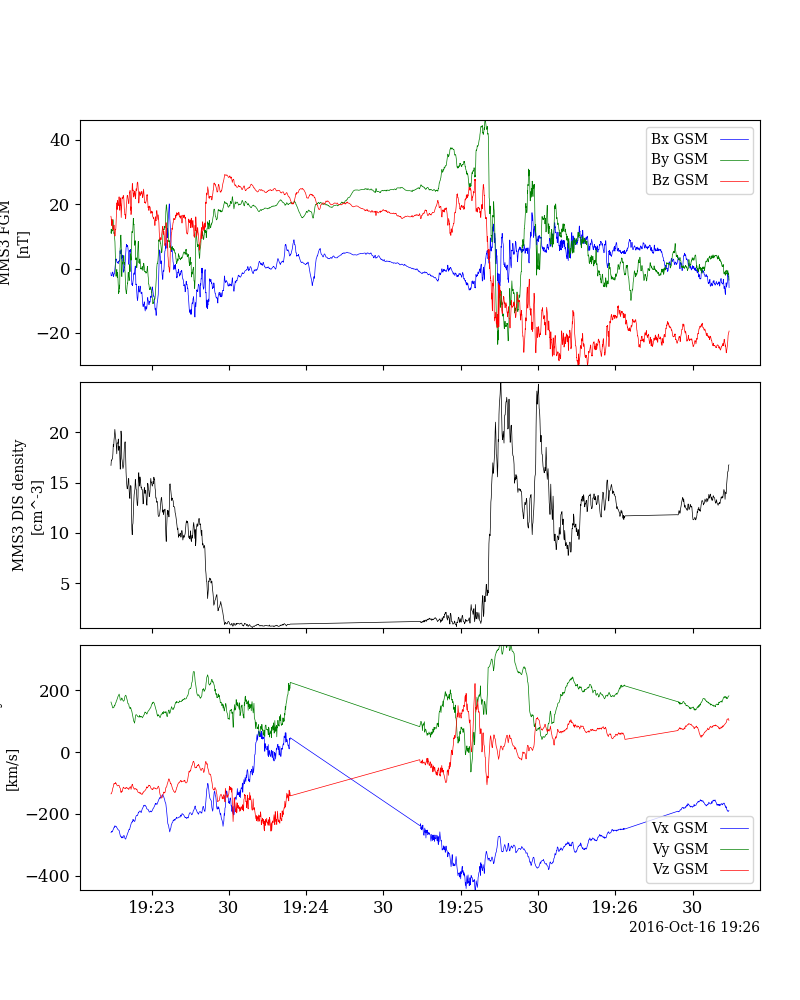 40
20
0
−20
MMS3 FGM
[nT]
Bx GSM
By GSM
Bz GSM
20
15
10
5
MMS3 DIS density
[cm^-3]
200
0
−200
−400
[km/s]
Vx GSM
Vy GSM
Vz GSM
19:23 30 19:24 30 19:25 30 19:26 30
2016-Oct-16 19:26